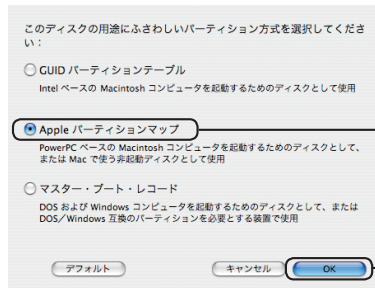 このディスクの用途にふさわしいパーティション方式を選択してくださ
い：
GUID パーティションテーブル
Intel ベースの Macintosh コンピュータを起動するためのディスクとして使用
Apple パーティションマップ
PowerPC ベースの Macintosh コンピュータを起動するためのディスクとして、
または Mac で使う非起動ディスクとして使用
マスター・ブート・レコード
DOS および Windows コンピュータを起動するためのディスクとして、または
DOS／Windows 互換のパーティションを必要とする装置で使用
デフォルト キャンセル OK